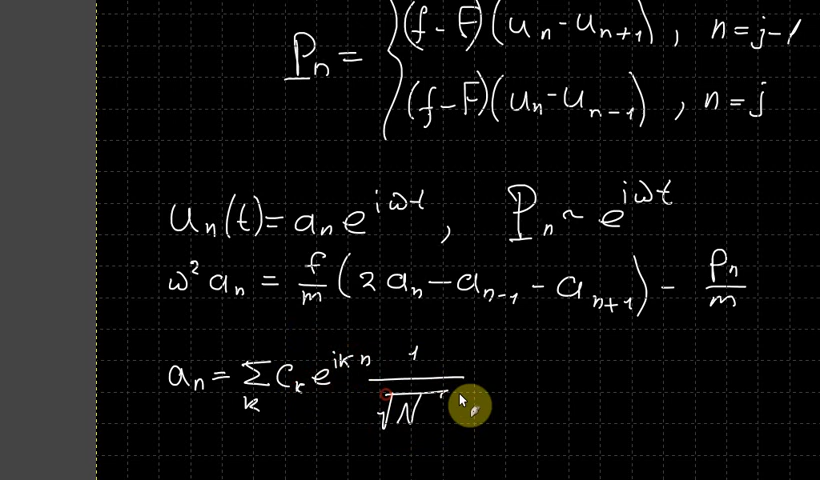 (f - F)(u_n - u_{n+1}), n = j - 1
P_n =
(f - F)(u_n - u_{n-1}), n = j
u_n(t) = a_n e^{iωt}, P_n ~ e^{iωt}
ω² a_n = f/m (2a_n - a_{n-1} - a_{n+1}) - p_n/m
a_n = Σ_k C_k e^{ikn} 1/√N